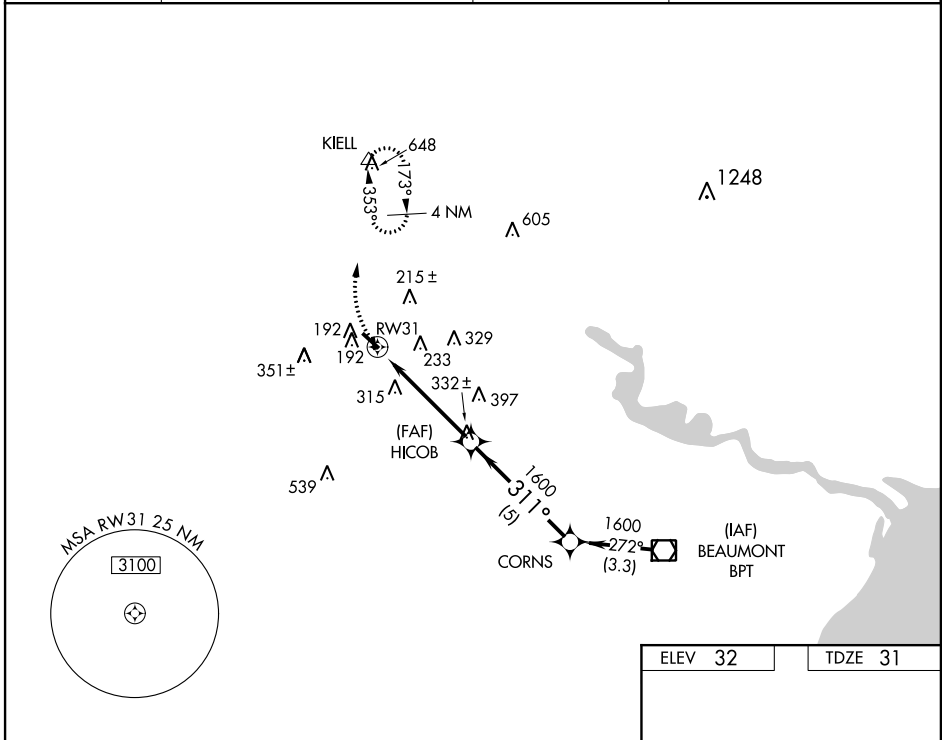 KIELL
648
173°
353°
4 NM
1248
605
215 ±
192
RW31
192
233
329
351 ±
315
332 ±
397
(FAF)
HICOB
539
1600
311°
(5)
CORNS
1600
272°
(3.3)
(IAF)
BEAUMONT
BPT
MSA RW31 25 NM
3100
ELEV 32
TDZE 31